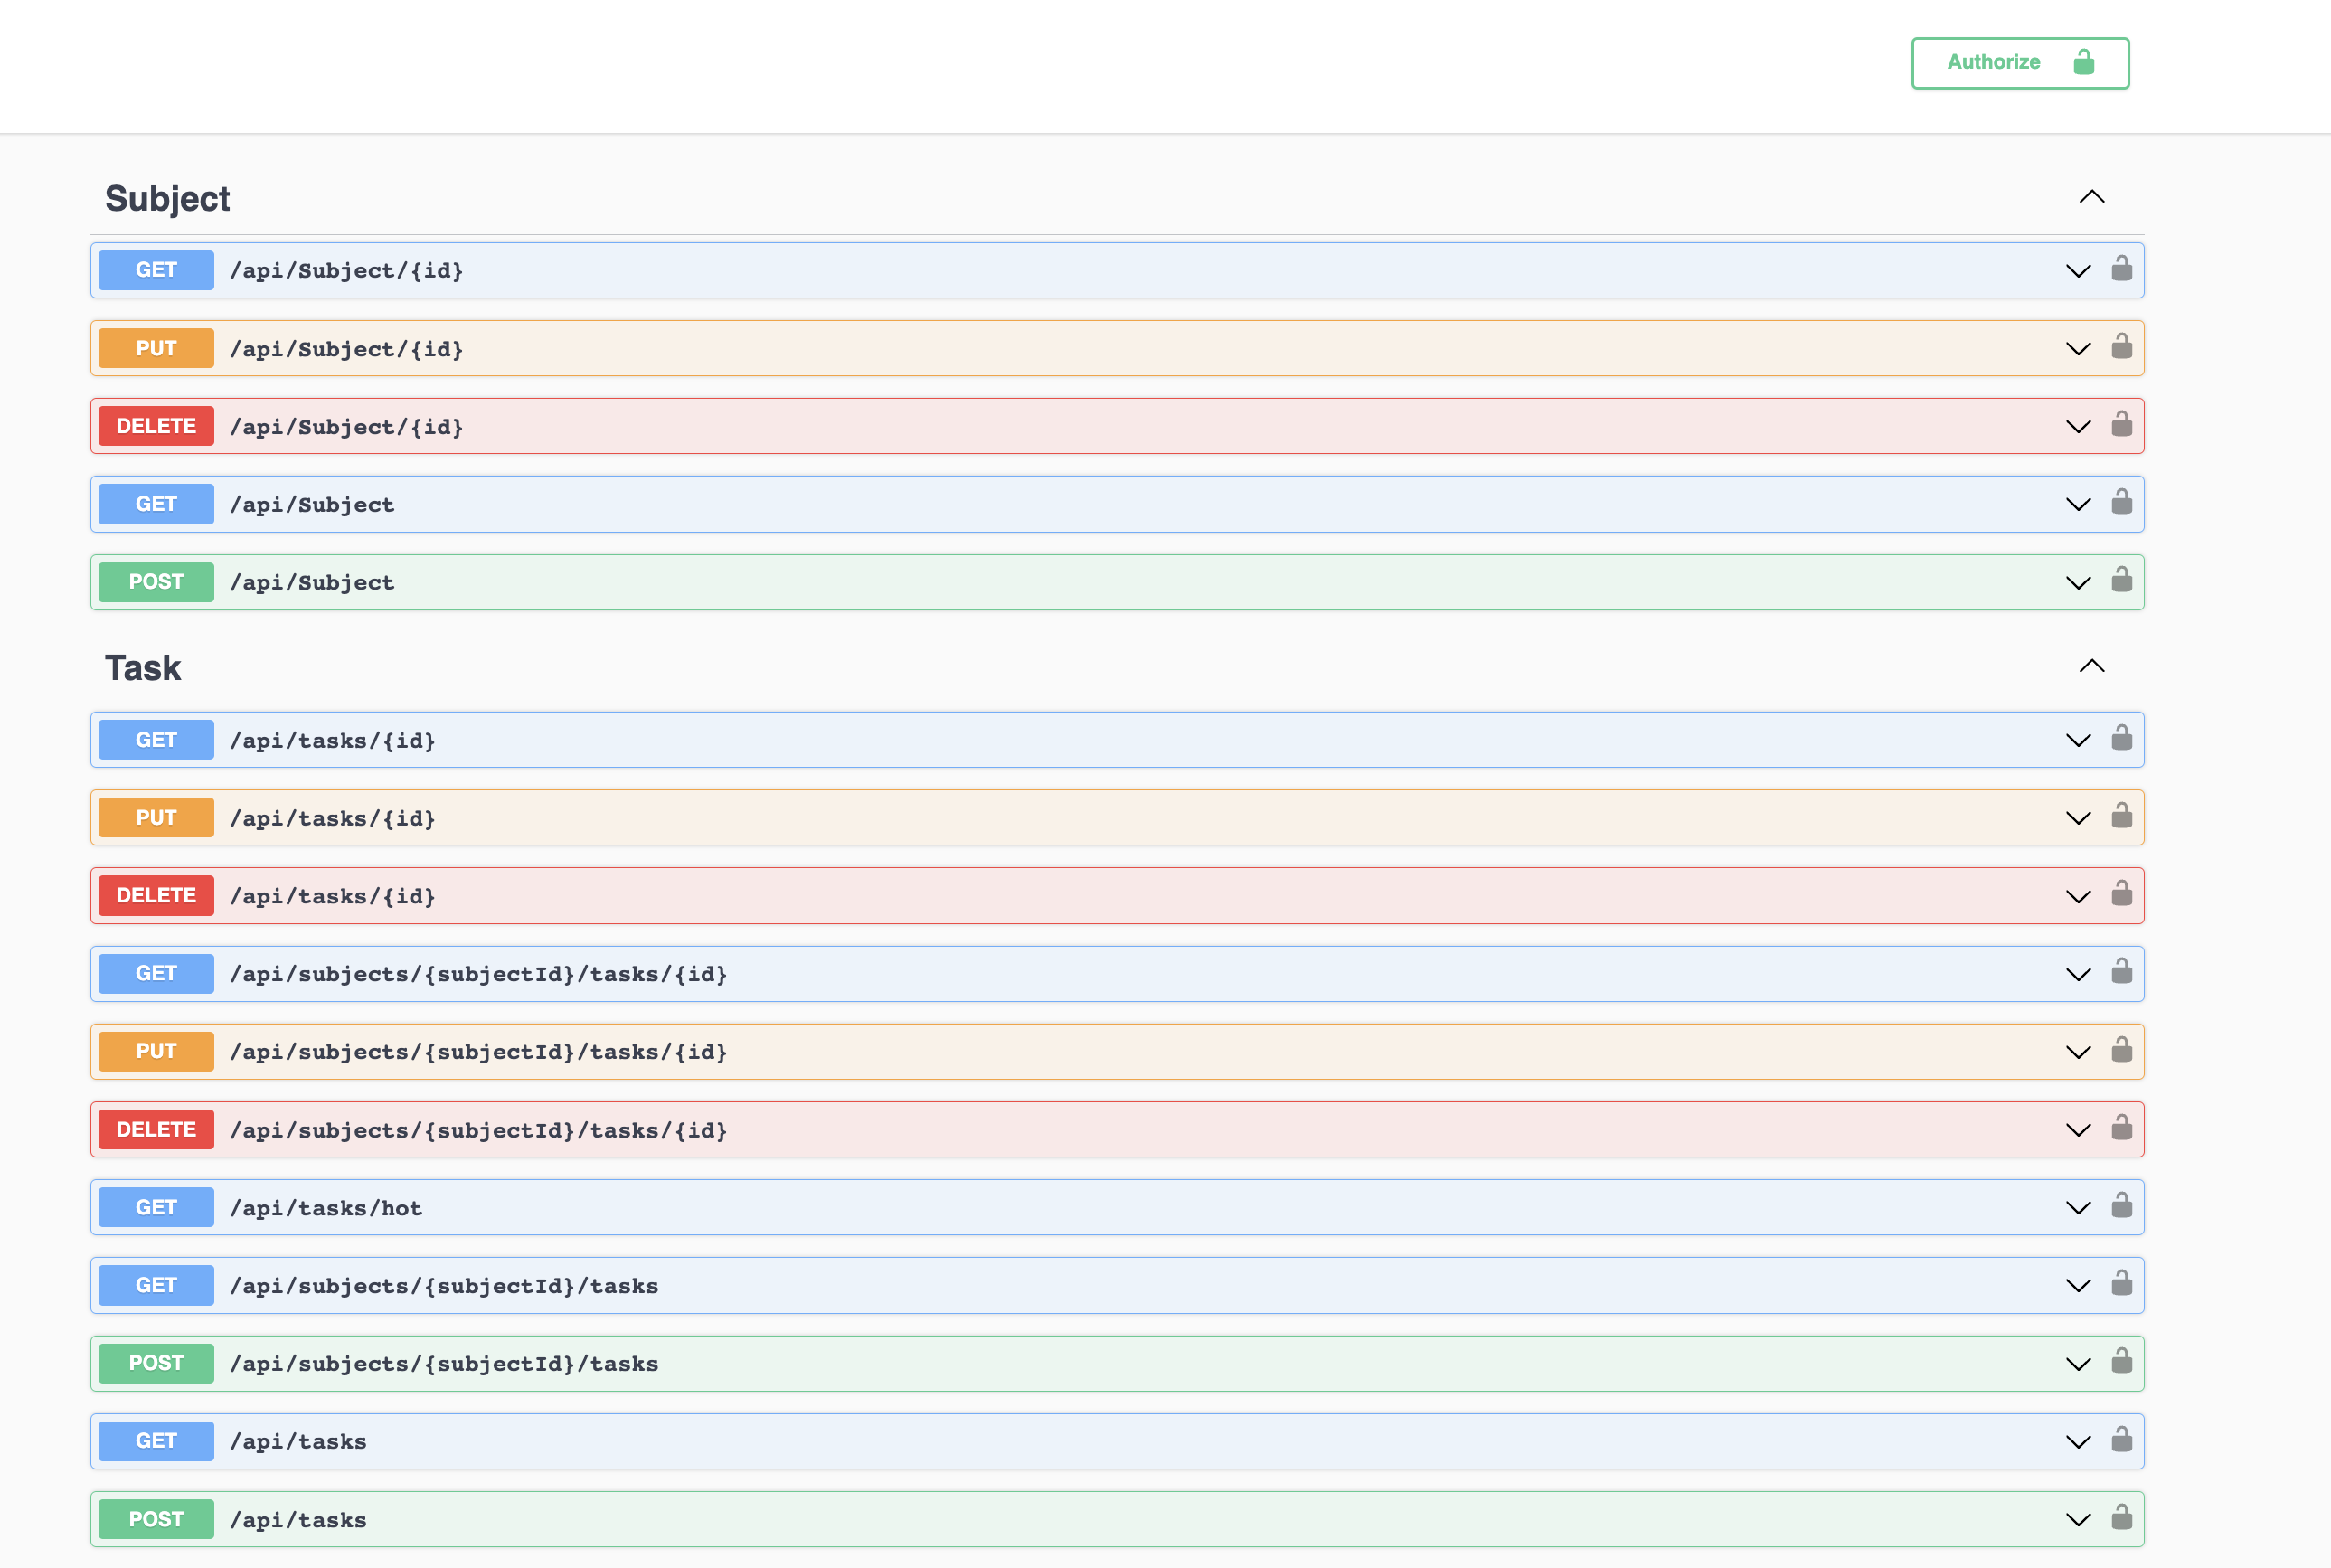 Authorize
Subject
GET /api/Subject/{id}
PUT /api/Subject/{id}
DELETE /api/Subject/{id}
GET /api/Subject
POST /api/Subject
Task
GET /api/tasks/{id}
PUT /api/tasks/{id}
DELETE /api/tasks/{id}
GET /api/subjects/{subjectId}/tasks/{id}
PUT /api/subjects/{subjectId}/tasks/{id}
DELETE /api/subjects/{subjectId}/tasks/{id}
GET /api/tasks/hot
GET /api/subjects/{subjectId}/tasks
POST /api/subjects/{subjectId}/tasks
GET /api/tasks
POST /api/tasks